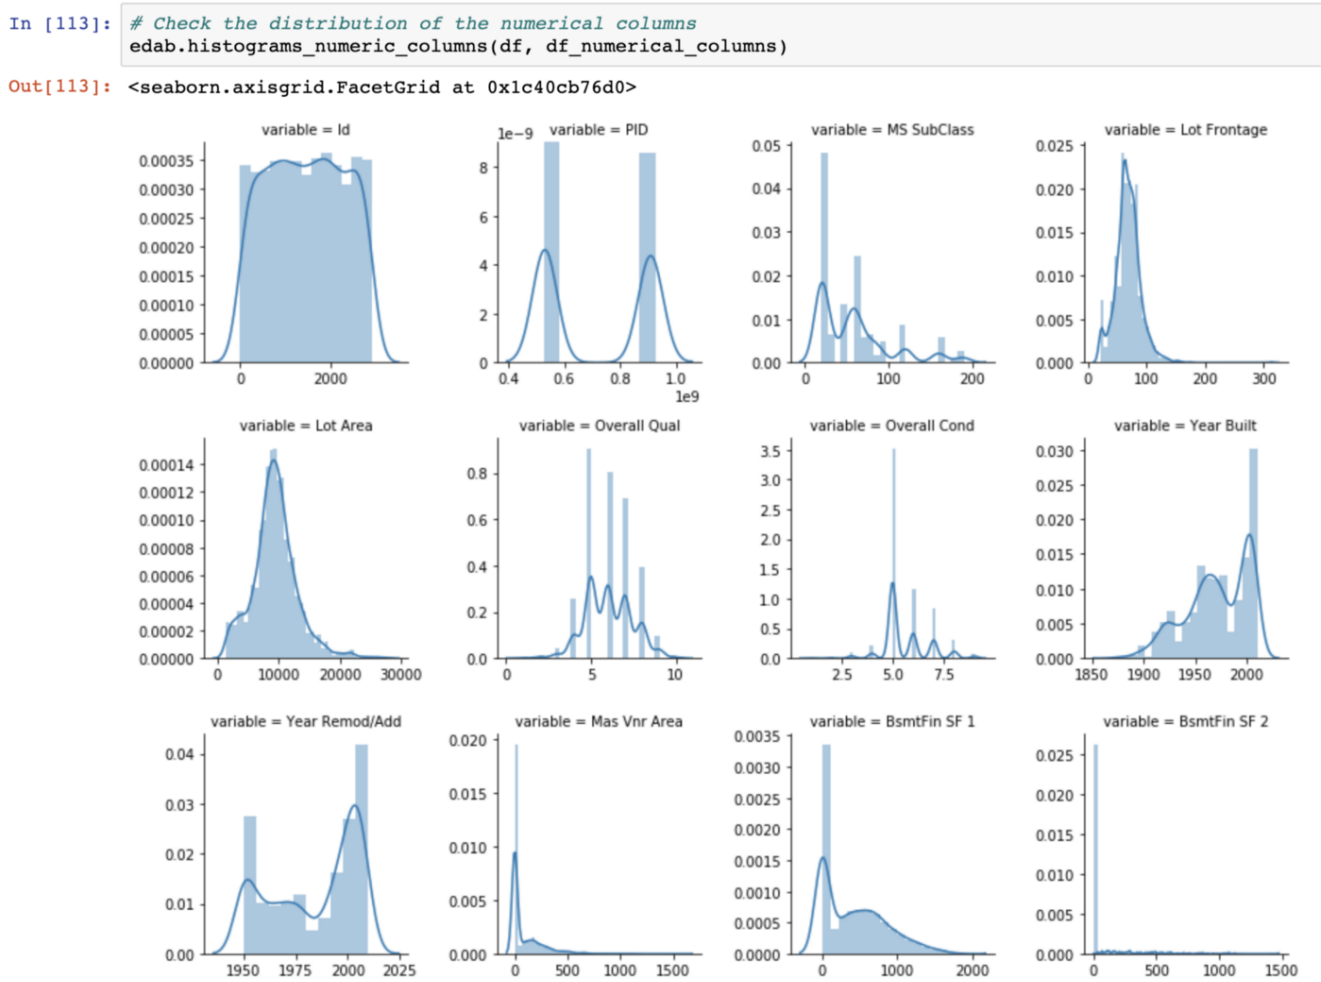 In [113]: # Check the distribution of the numerical columns
edab.histograms_numeric_columns(df, df_numerical_columns)
Out[113]: <seaborn.axisgrid.FacetGrid at 0x1c40cb76d0>
variable = Id
0.00035
0.00030
0.00025
0.00020
0.00015
0.00010
0.00005
0.00000
0 2000
1e−9 variable = PID
8
6
4
2
0
0.4 0.6 0.8 1.0
1e9
variable = MS SubClass
0.05
0.04
0.03
0.02
0.01
0.00
0 100 200
variable = Lot Frontage
0.025
0.020
0.015
0.010
0.005
0.000
0 100 200 300
variable = Lot Area
0.00014
0.00012
0.00010
0.00008
0.00006
0.00004
0.00002
0.00000
0 10000 20000 30000
variable = Overall Qual
0.8
0.6
0.4
0.2
0.0
0 5 10
variable = Overall Cond
3.5
3.0
2.5
2.0
1.5
1.0
0.5
0.0
2.5 5.0 7.5
variable = Year Built
0.030
0.025
0.020
0.015
0.010
0.005
0.000
1850 1900 1950 2000
variable = Year Remod/Add
0.04
0.03
0.02
0.01
0.00
1950 1975 2000 2025
variable = Mas Vnr Area
0.020
0.015
0.010
0.005
0.000
0 500 1000 1500
variable = BsmtFin SF 1
0.0035
0.0030
0.0025
0.0020
0.0015
0.0010
0.0005
0.0000
0 1000 2000
variable = BsmtFin SF 2
0.025
0.020
0.015
0.010
0.005
0.000
0 500 1000 1500